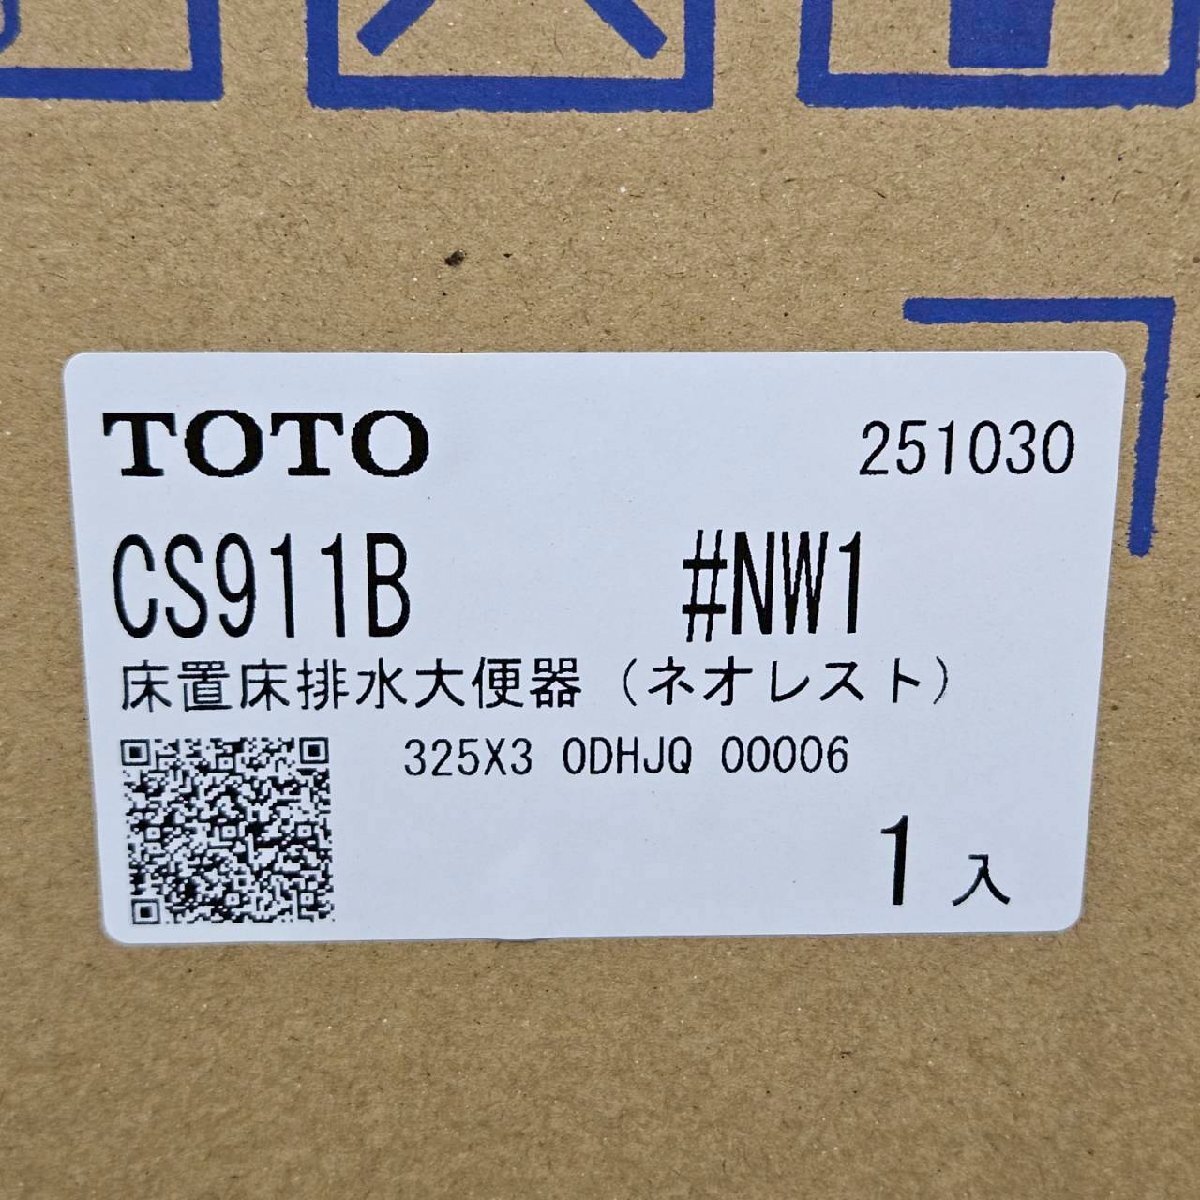 TOTO 251030
CS911B #NW1
床置床排水大便器（ネオレスト）
325X3 0DHJQ 00006
1入